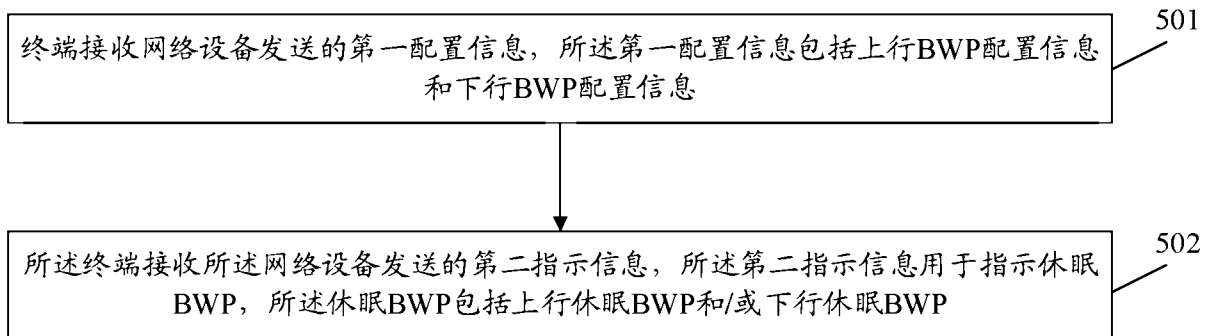 终端接收网络设备发送的第一配置信息，所述第一配置信息包括上行BWP配置信息
和下行BWP配置信息
501
所述终端接收所述网络设备发送的第二指示信息，所述第二指示信息用于指示休眠
BWP，所述休眠BWP包括上行休眠BWP和/或下行休眠BWP
502